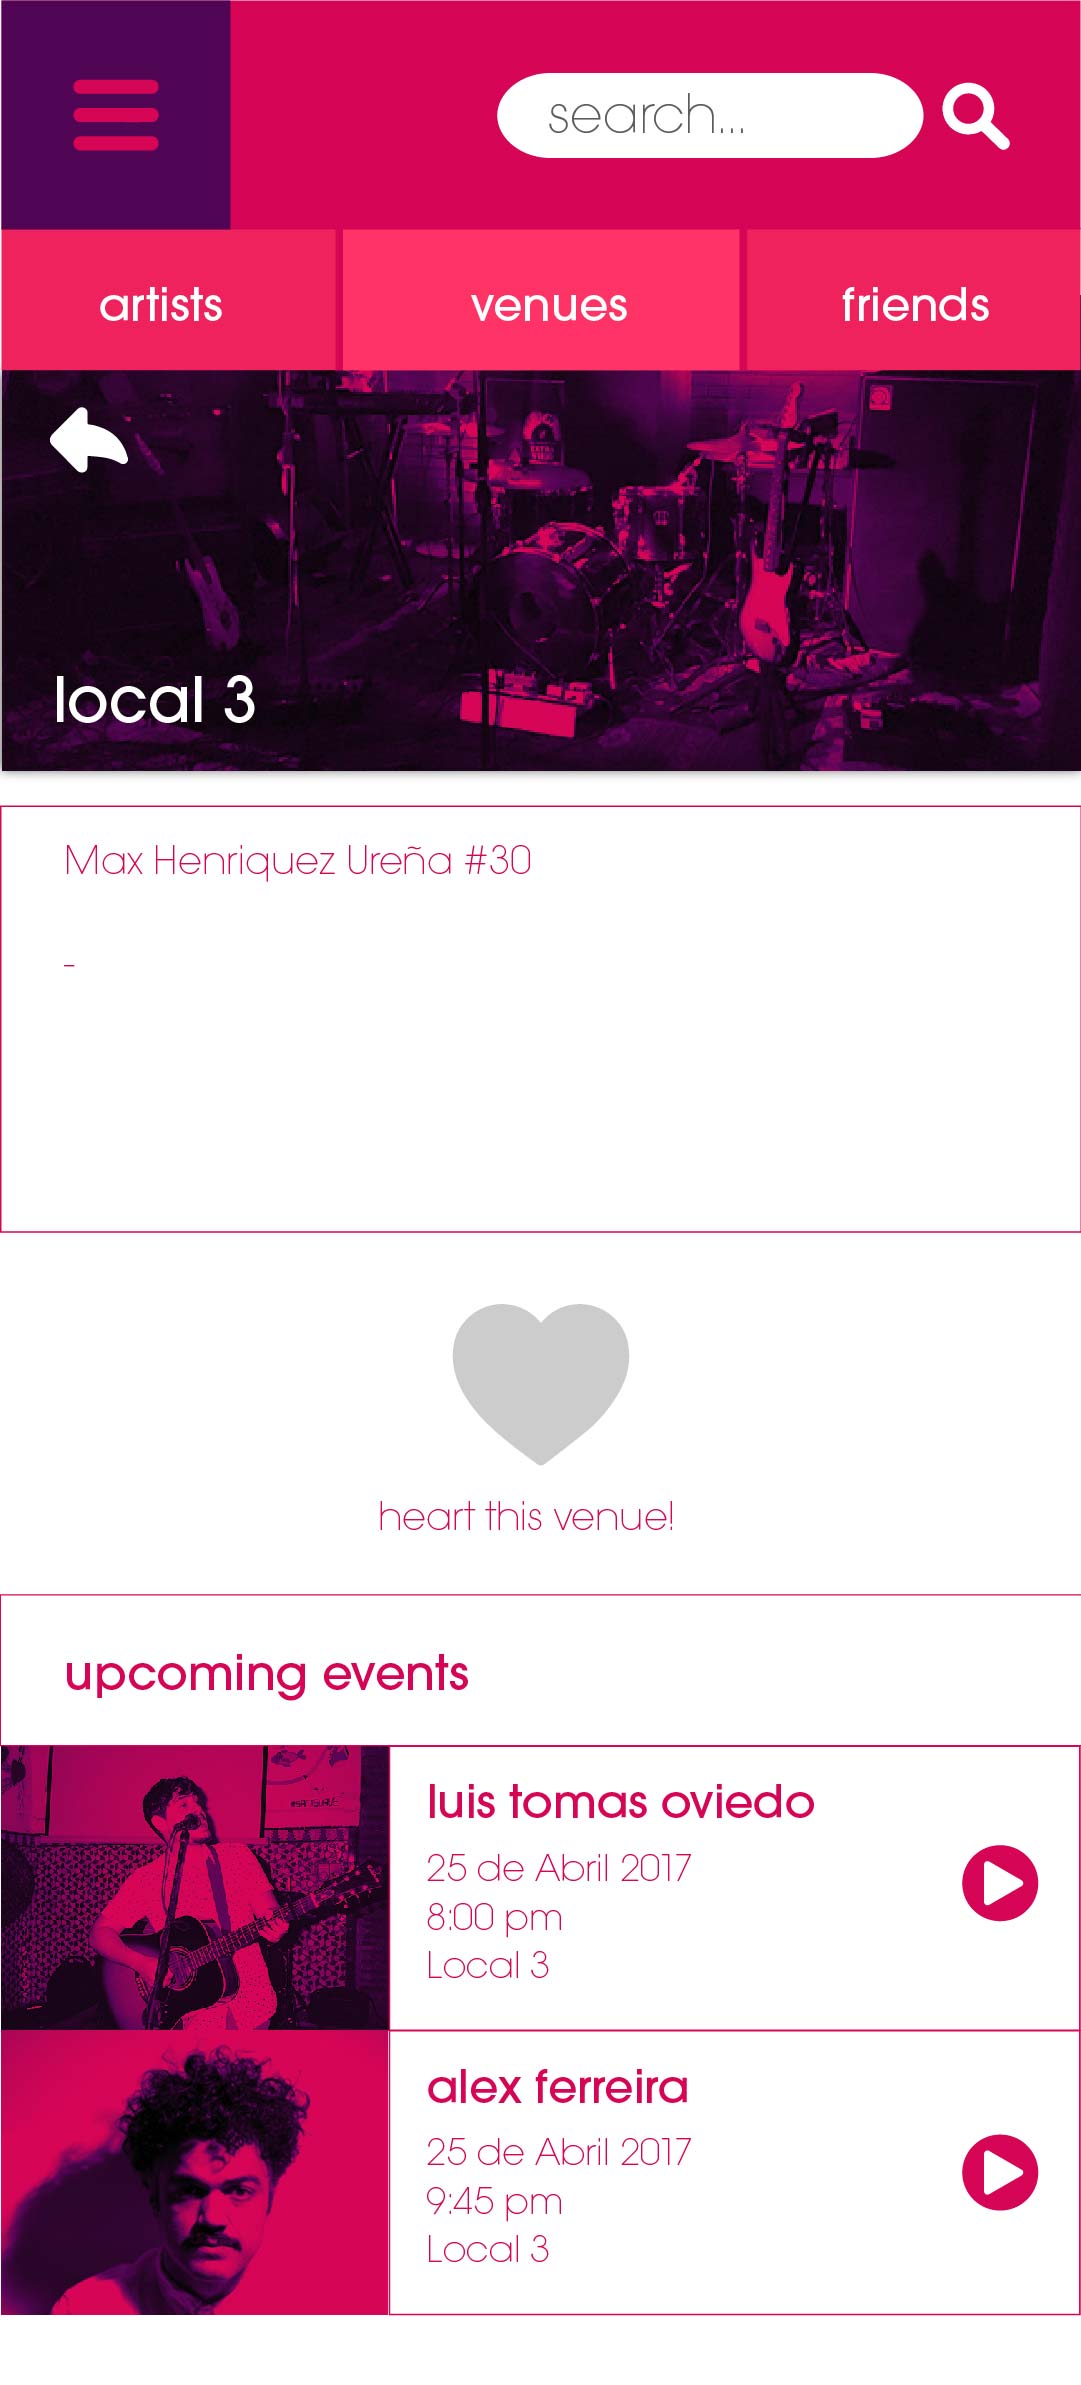 search...
artists
venues
friends
local 3
Max Henriquez Ureña #30
-
heart this venue!
upcoming events
luis tomas oviedo
25 de Abril 2017
8:00 pm
Local 3
alex ferreira
25 de Abril 2017
9:45 pm
Local 3